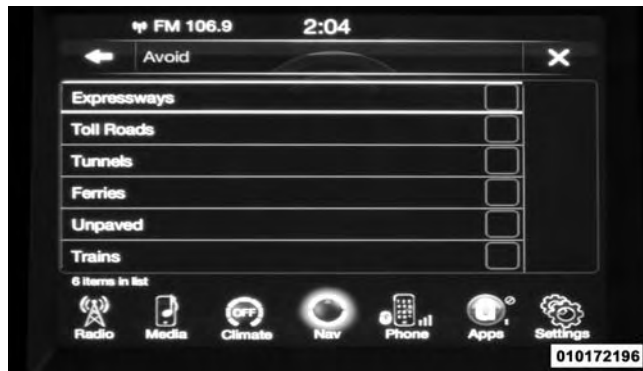 FM 106.9 2:04
Avoid
Expressways
Toll Roads
Tunnels
Ferries
Unpaved
Trains
6 items in list
OFF
Radio Media Climate Nav Phone Apps Settings
010172196